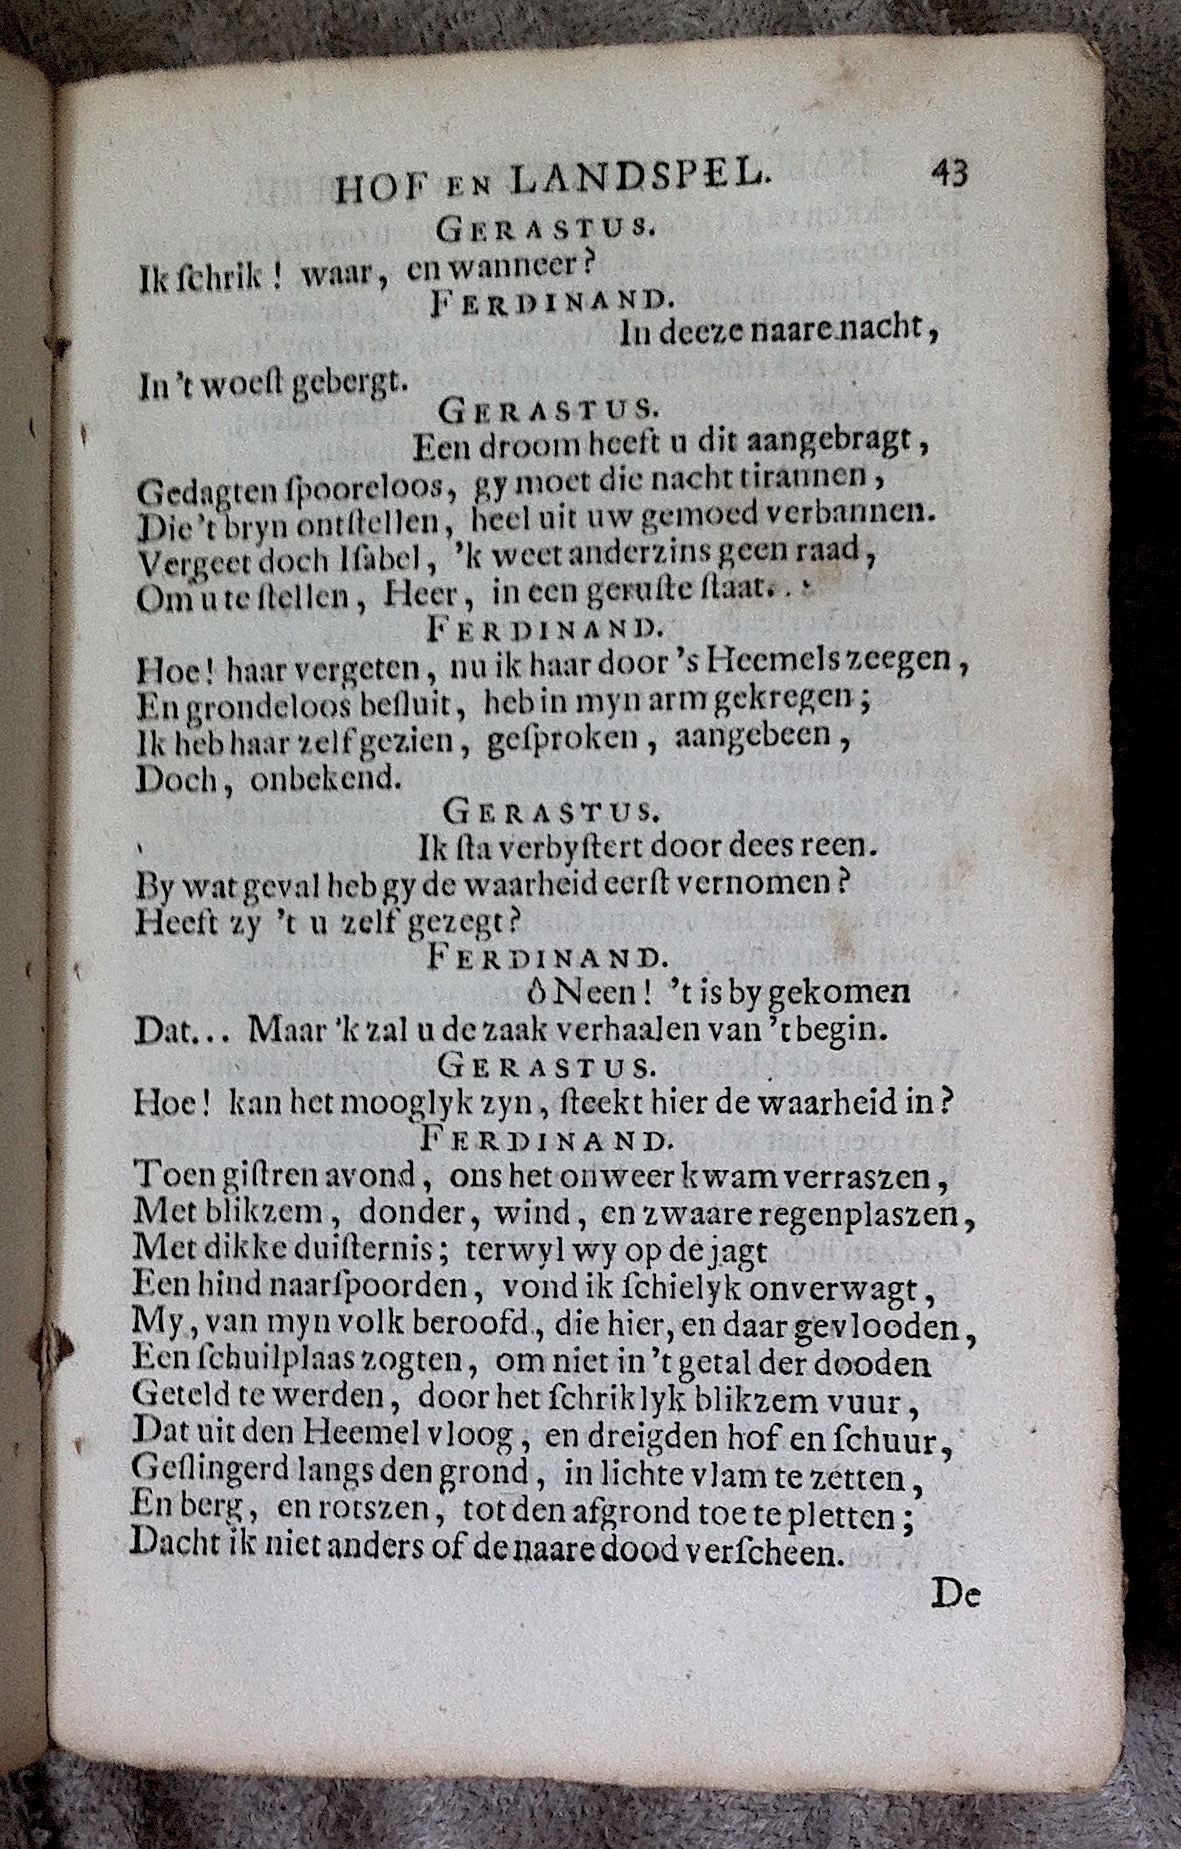 HOF EN LANDSPEL. 43
GERASTUS.
Ik ſchrik! waar, en wanneer?
FERDINAND.
In deeze naare nacht,
In 't woeſt gebergt.
GERASTUS.
Een droom heeft u dit aangebragt,
Gedagten ſpooreloos, gy moet die nacht tirannen,
Die 't bryn ontſtellen, heel uit uw gemoed verbannen.
Vergeet doch Iſabel, 'k weet anderzins geen raad,
Om u te ſtellen, Heer, in een geruſte ſtaat...
FERDINAND.
Hoe! haar vergeten, nu ik haar door 's Heemels zeegen,
En grondeloos beſluit, heb in myn arm gekregen;
Ik heb haar zelf gezien, geſproken, aangebeen,
Doch, onbekend.
GERASTUS.
Ik ſta verbyſtert door dees reen.
By wat geval heb gy de waarheid eerſt vernomen?
Heeft zy 't u zelf gezegt?
FERDINAND.
ô Neen! 't is by gekomen
Dat... Maar 'k zal u de zaak verhaalen van 't begin.
GERASTUS.
Hoe! kan het mooglyk zyn, ſteekt hier de waarheid in?
FERDINAND.
Toen giſtren avond, ons het onweer kwam verraszen,
Met blikzem, donder, wind, en zwaare regenplaszen,
Met dikke duiſternis; terwyl wy op de jagt
Een hind naarſpoorden, vond ik ſchielyk onverwagt,
My, van myn volk beroofd, die hier, en daar gevlooden,
Een ſchuilplaas zogten, om niet in 't getal der dooden
Geteld te werden, door het ſchriklyk blikzem vuur,
Dat uit den Heemel vloog, en dreigden hof en ſchuur,
Geſlingerd langs den grond, in lichte vlam te zetten,
En berg, en rotszen, tot den afgrond toe te pletten;
Dacht ik niet anders of de naare dood verſcheen.
De